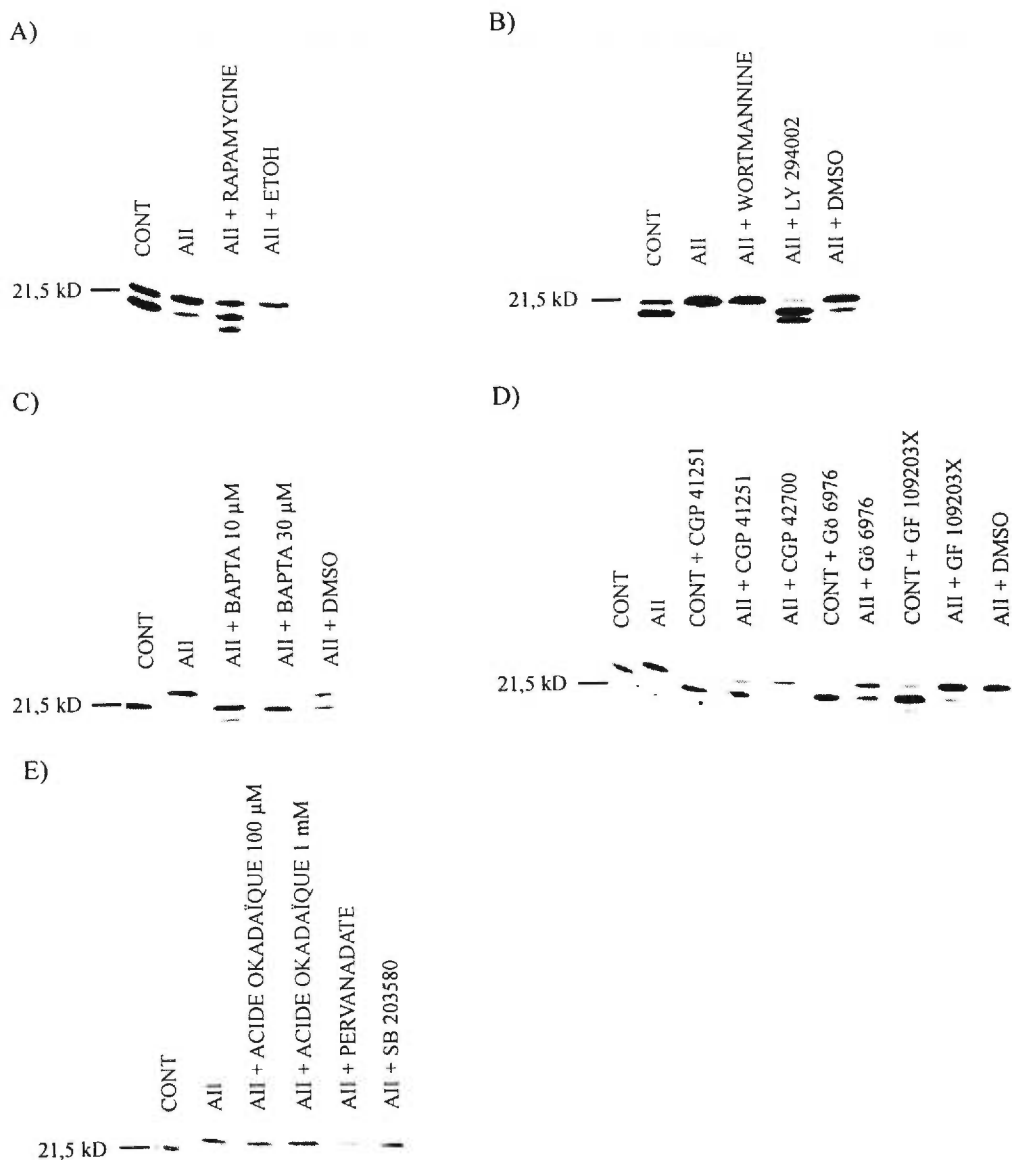 A)
CONT
AII
AII + RAPAMYCINE
AII + ETOH
21,5 kD
B)
CONT
AII
AII + WORTMANNINE
AII + LY 294002
AII + DMSO
21,5 kD
C)
CONT
AII
AII + BAPTA 10 µM
AII + BAPTA 30 µM
AII + DMSO
21,5 kD
D)
CONT
AII
CONT + CGP 41251
AII + CGP 41251
AII + CGP 42700
CONT + Gö 6976
AII + Gö 6976
CONT + GF 109203X
AII + GF 109203X
AII + DMSO
21,5 kD
E)
CONT
AII
AII + ACIDE OKADAÏQUE 100 µM
AII + ACIDE OKADAÏQUE 1 mM
AII + PERVANADATE
AII + SB 203580
21,5 kD